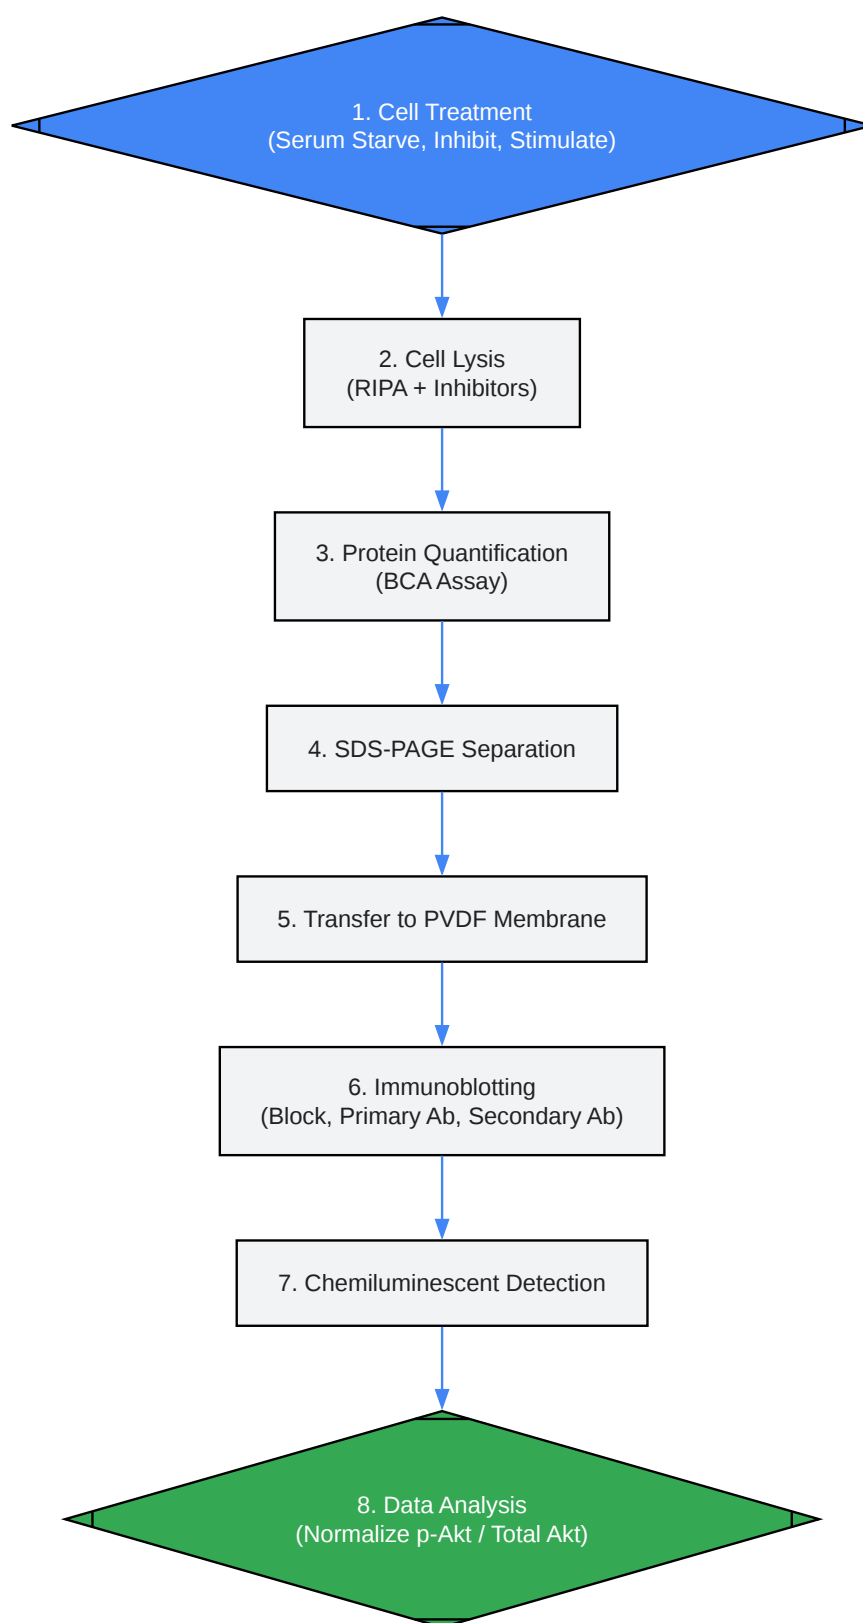 1. Cell Treatment
(Serum Starve, Inhibit, Stimulate)
2. Cell Lysis
(RIPA + Inhibitors)
3. Protein Quantification
(BCA Assay)
4. SDS-PAGE Separation
5. Transfer to PVDF Membrane
6. Immunoblotting
(Block, Primary Ab, Secondary Ab)
7. Chemiluminescent Detection
8. Data Analysis
(Normalize p-Akt / Total Akt)